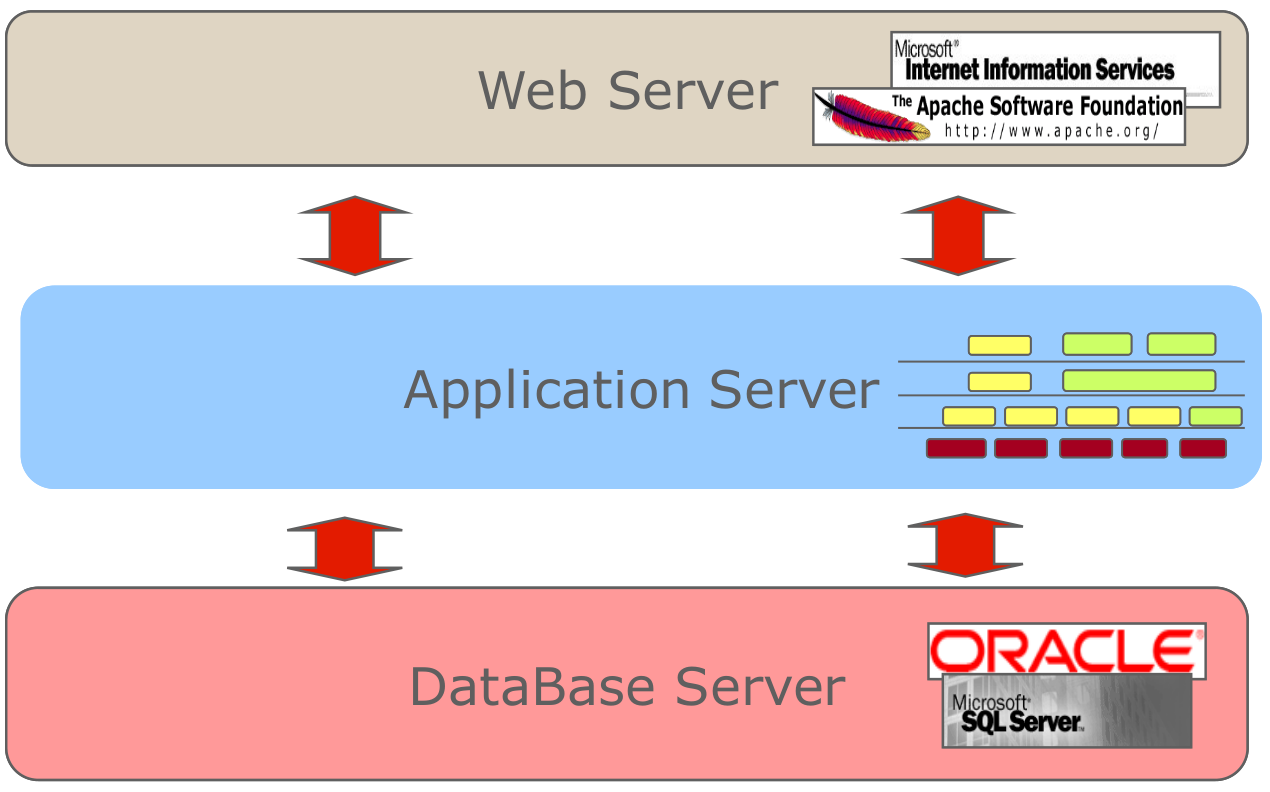 Web Server
Microsoft®
Internet Information Services
The Apache Software Foundation
http://www.apache.org/
Application Server
DataBase Server
ORACLE®
Microsoft®
SQL Server™